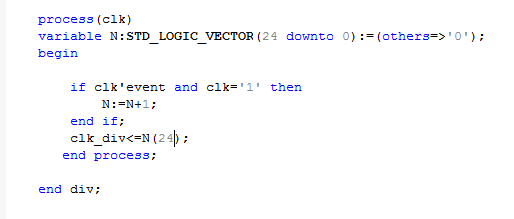 process(clk)
variable N:STD_LOGIC_VECTOR(24 downto 0):=(others=>'0');
begin
if clk'event and clk='1' then
N:=N+1;
end if;
clk_div<=N(24);
end process;
end div;